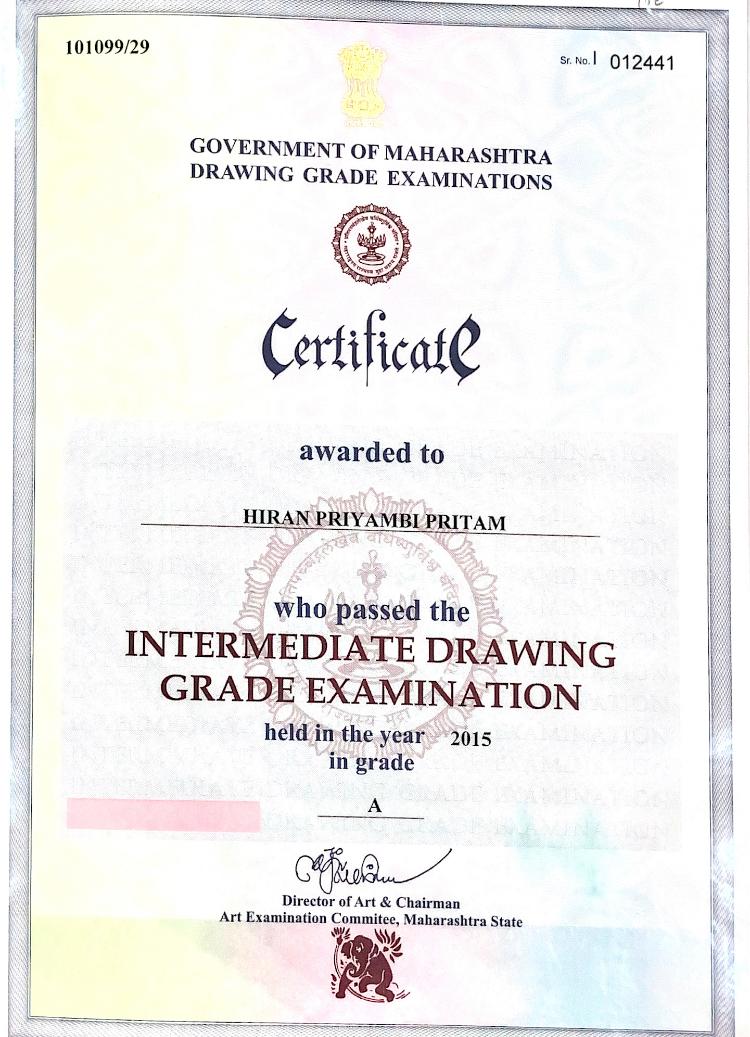 101099/29
Sr. No. I 012441
GOVERNMENT OF MAHARASHTRA
DRAWING GRADE EXAMINATIONS
Certificate
awarded to
HIRAN PRIYAMBI PRITAM
who passed the
INTERMEDIATE DRAWING
GRADE EXAMINATION
held in the year 2015
in grade
A
Director of Art & Chairman
Art Examination Commitee, Maharashtra State